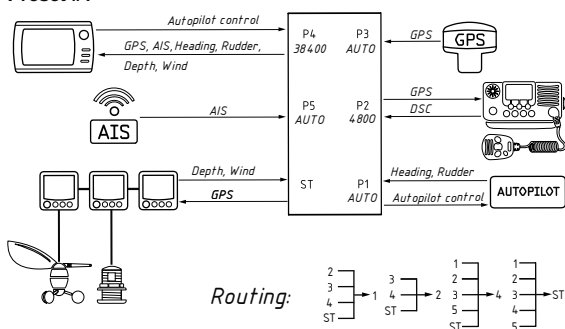 Autopilot control
GPS, AIS, Heading, Rudder,
Depth, Wind
P4
38400
P3
AUTO
GPS
GPS
AIS
AIS
P5
AUTO
P2
4800
GPS
DSC
Depth, Wind
GPS
ST
P1
AUTO
Heading, Rudder
Autopilot control
AUTOPILOT
Routing:
2
3
4
ST
1
3
4
ST
2
1
2
3
5
ST
4
1
2
3
4
5
ST